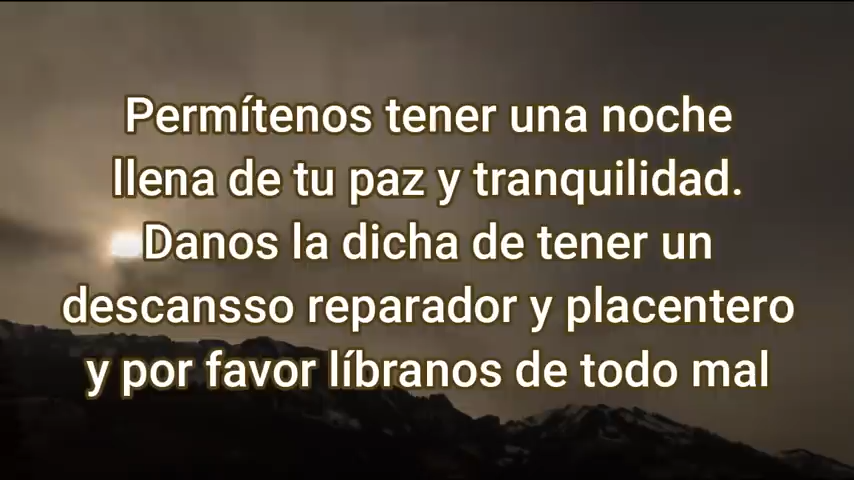 Permítenos tener una noche
llena de tu paz y tranquilidad.
Danos la dicha de tener un
descansso reparador y placentero
y por favor líbranos de todo mal